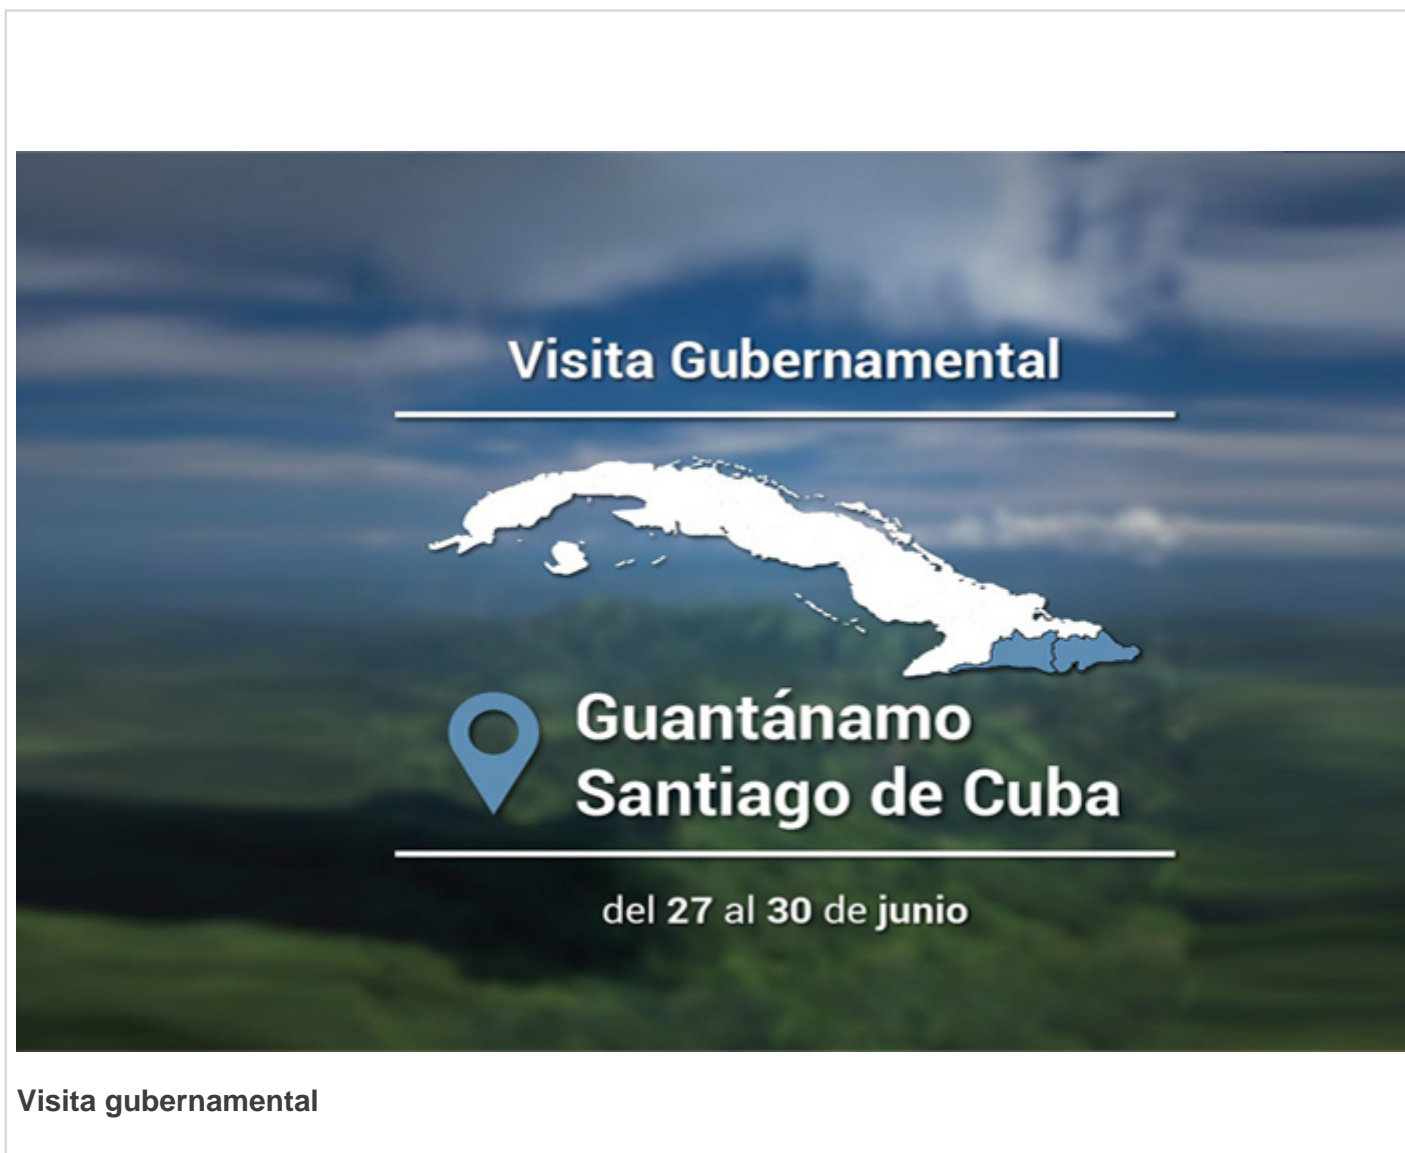 Visita Gubernamental
Guantánamo
Santiago de Cuba
del 27 al 30 de junio
Visita gubernamental